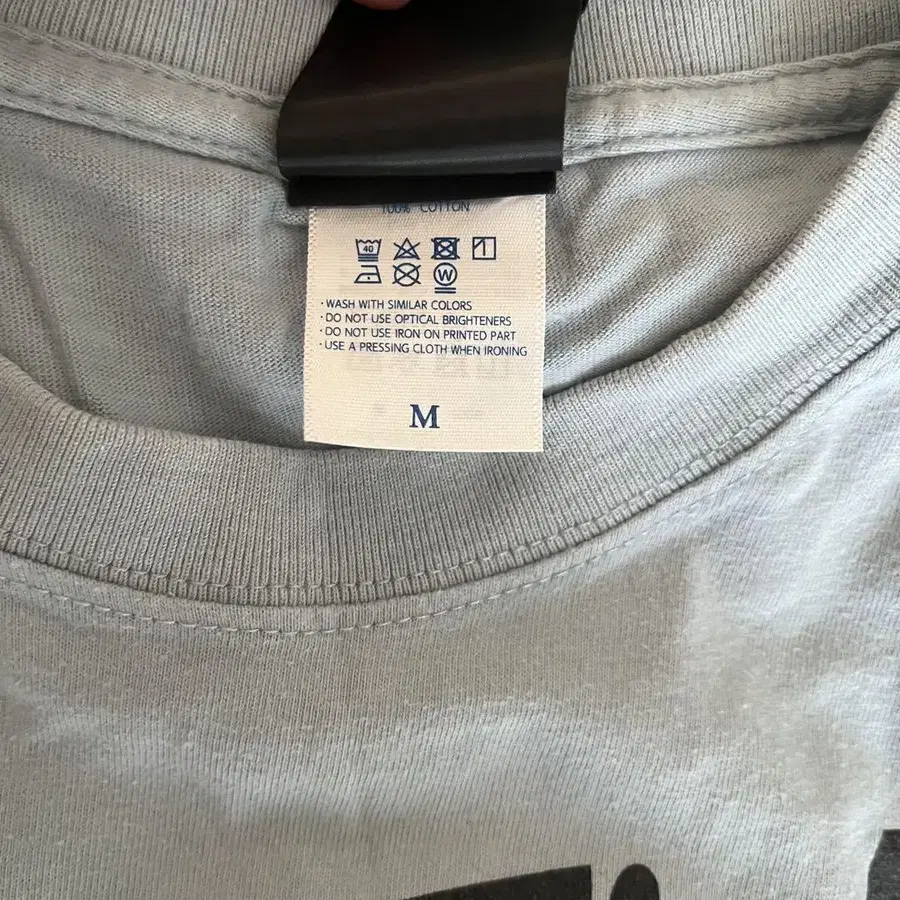 100% COTTON
40
W
· WASH WITH SIMILAR COLORS
· DO NOT USE OPTICAL BRIGHTENERS
· DO NOT USE IRON ON PRINTED PART
· USE A PRESSING CLOTH WHEN IRONING
M